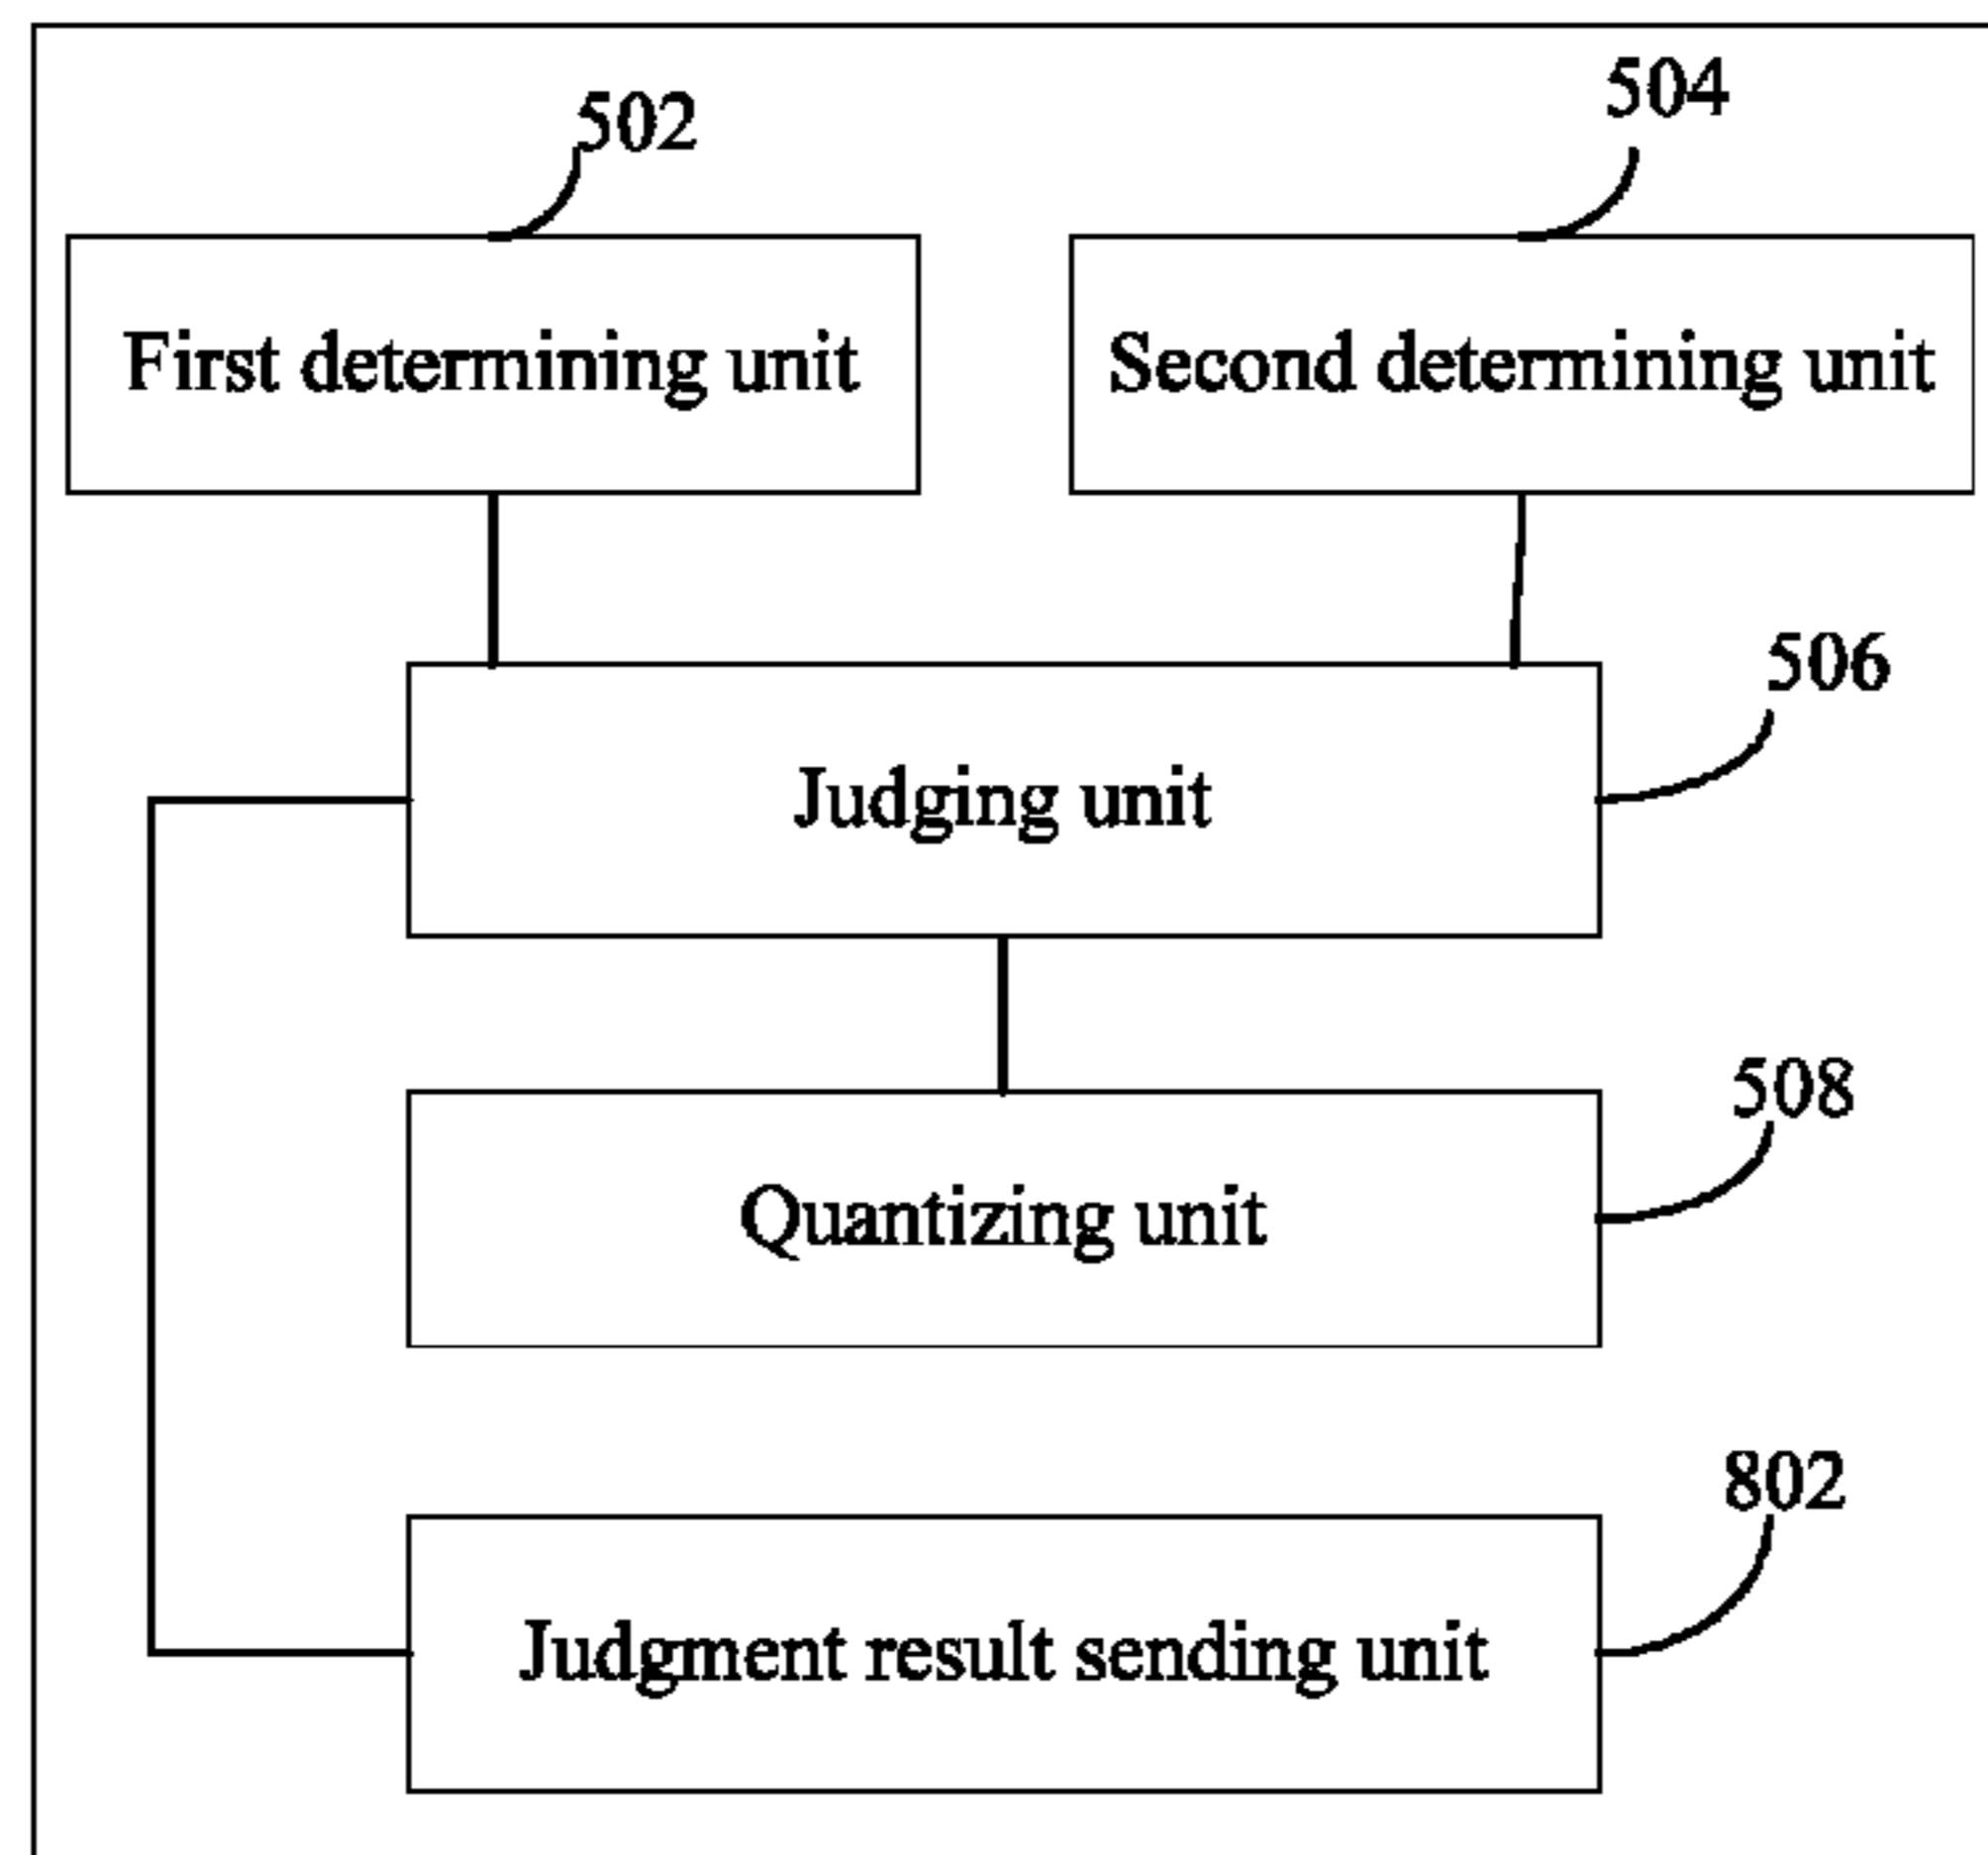 502
504
First determining unit
Second determining unit
506
Judging unit
508
Quantizing unit
802
Judgment result sending unit